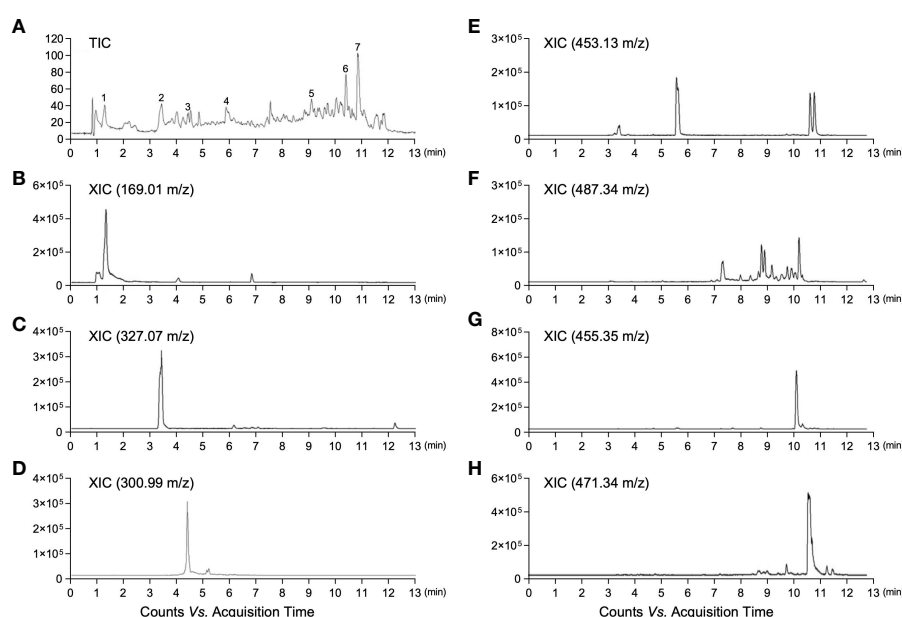 A
TIC
120
100
80
60
40
20
0
1
2
3
4
5
6
7
0 1 2 3 4 5 6 7 8 9 10 11 12 13 (min)
B
XIC (169.01 m/z)
6×10⁵
4×10⁵
2×10⁵
0
0 1 2 3 4 5 6 7 8 9 10 11 12 13 (min)
C
XIC (327.07 m/z)
4×10⁵
3×10⁵
2×10⁵
1×10⁵
0
0 1 2 3 4 5 6 7 8 9 10 11 12 13 (min)
D
XIC (300.99 m/z)
4×10⁵
3×10⁵
2×10⁵
1×10⁵
0
0 1 2 3 4 5 6 7 8 9 10 11 12 13 (min)
Counts Vs. Acquisition Time
E
XIC (453.13 m/z)
3×10⁵
2×10⁵
1×10⁵
0
0 1 2 3 4 5 6 7 8 9 10 11 12 13 (min)
F
XIC (487.34 m/z)
3×10⁵
2×10⁵
1×10⁵
0
0 1 2 3 4 5 6 7 8 9 10 11 12 13 (min)
G
XIC (455.35 m/z)
8×10⁵
6×10⁵
4×10⁵
2×10⁵
0
0 1 2 3 4 5 6 7 8 9 10 11 12 13 (min)
H
XIC (471.34 m/z)
6×10⁵
4×10⁵
2×10⁵
0
0 1 2 3 4 5 6 7 8 9 10 11 12 13 (min)
Counts Vs. Acquisition Time